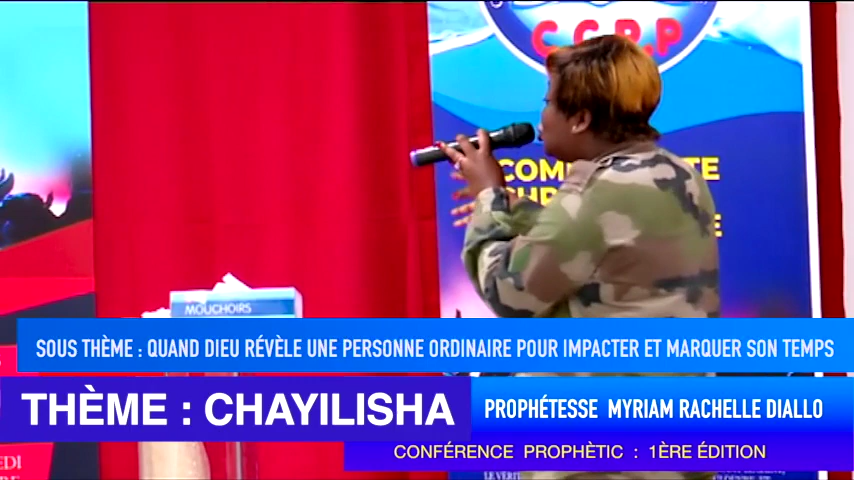 C.C.R.P
MOUCHOIRS
SOUS THÈME : QUAND DIEU RÉVÈLE UNE PERSONNE ORDINAIRE POUR IMPACTER ET MARQUER SON TEMPS
THÈME : CHAYILISHA
PROPHÉTESSE MYRIAM RACHELLE DIALLO
CONFÉRENCE PROPHÈTIC : 1ÈRE ÉDITION